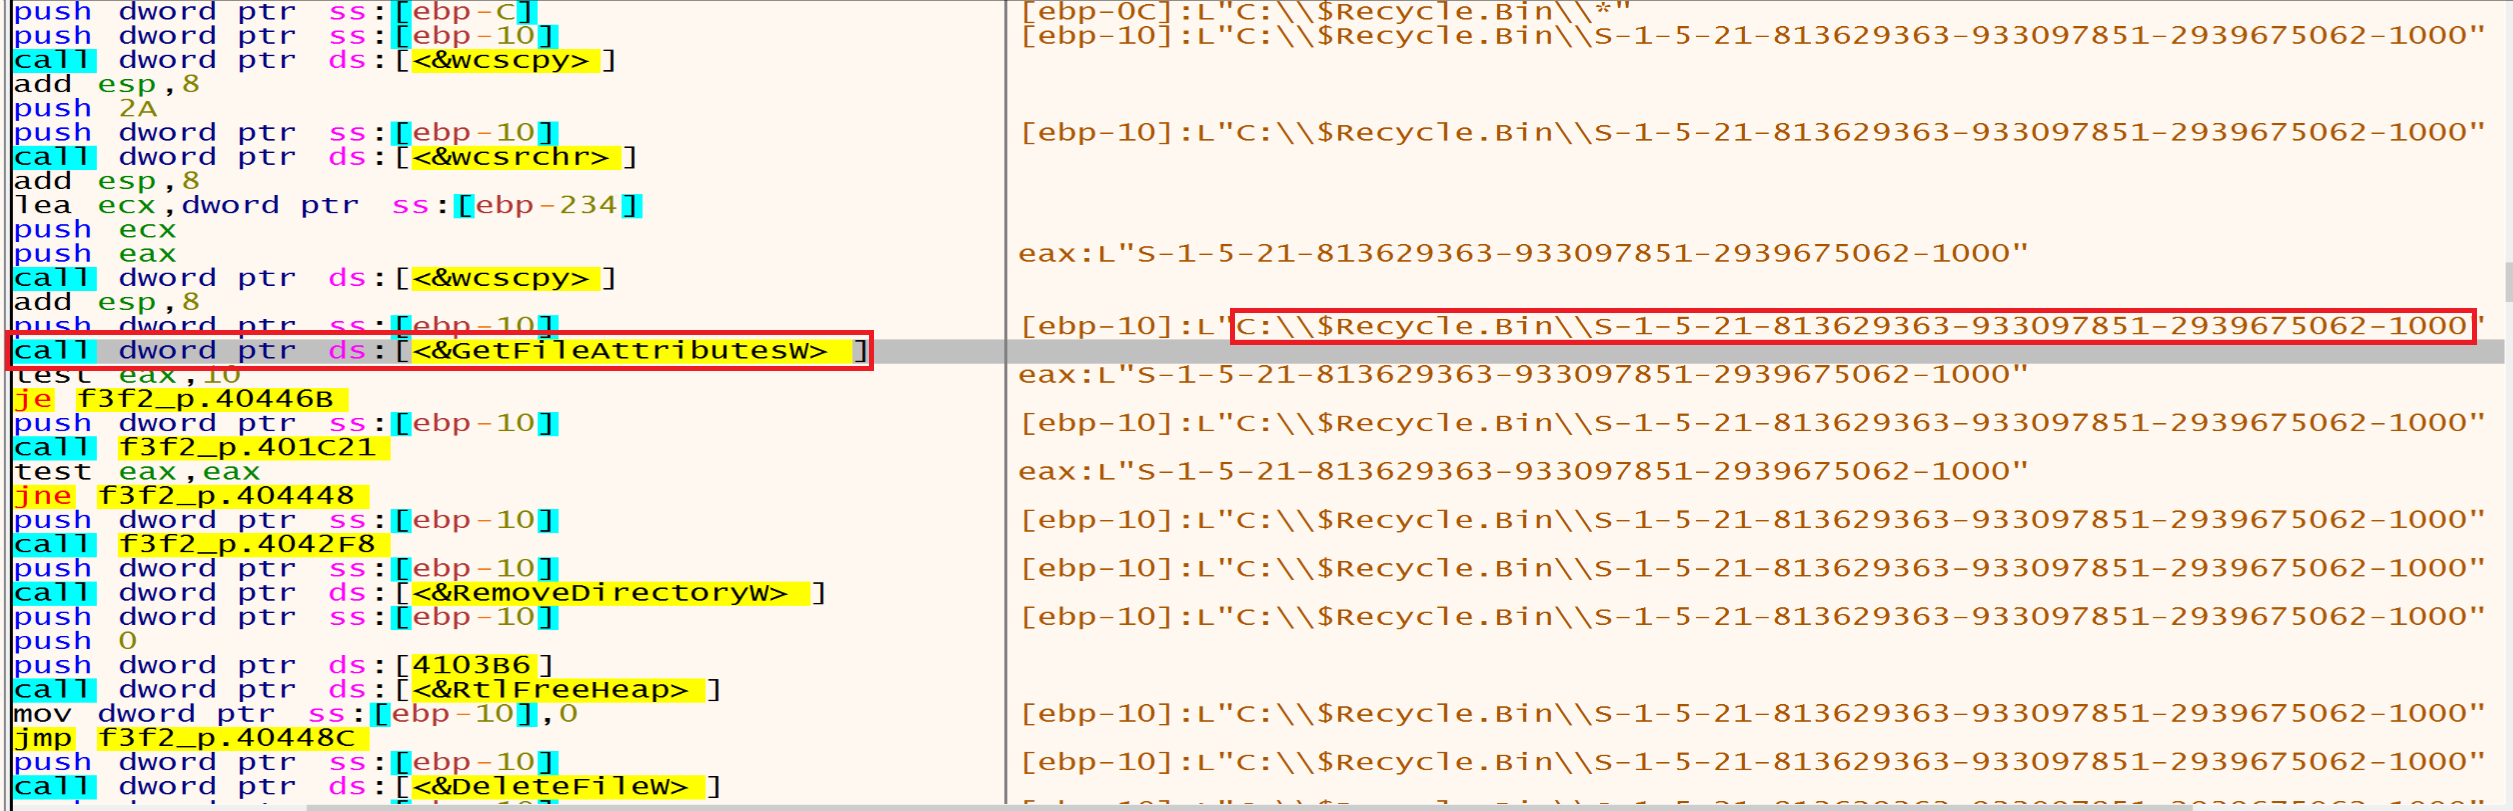 push dword ptr ss:[ebp-C] [ebp-0C]:L"C:\\$Recycle.Bin\\*"
push dword ptr ss:[ebp-10] [ebp-10]:L"C:\\$Recycle.Bin\\S-1-5-21-813629363-933097851-2939675062-1000"
call dword ptr ds:[<&wcscpy>]
add esp,8
push 2A
push dword ptr ss:[ebp-10] [ebp-10]:L"C:\\$Recycle.Bin\\S-1-5-21-813629363-933097851-2939675062-1000"
call dword ptr ds:[<&wcsrchr>]
add esp,8
lea ecx,dword ptr ss:[ebp-234]
push ecx
push eax eax:L"S-1-5-21-813629363-933097851-2939675062-1000"
call dword ptr ds:[<&wcscpy>]
add esp,8
push dword ptr ss:[ebp-10] [ebp-10]:L"C:\\$Recycle.Bin\\S-1-5-21-813629363-933097851-2939675062-1000"
call dword ptr ds:[<&GetFileAttributesW>]
test eax,10 eax:L"S-1-5-21-813629363-933097851-2939675062-1000"
je f3f2_p.40446B
push dword ptr ss:[ebp-10] [ebp-10]:L"C:\\$Recycle.Bin\\S-1-5-21-813629363-933097851-2939675062-1000"
call f3f2_p.401C21
test eax,eax eax:L"S-1-5-21-813629363-933097851-2939675062-1000"
jne f3f2_p.404448
push dword ptr ss:[ebp-10] [ebp-10]:L"C:\\$Recycle.Bin\\S-1-5-21-813629363-933097851-2939675062-1000"
call f3f2_p.4042F8
push dword ptr ss:[ebp-10] [ebp-10]:L"C:\\$Recycle.Bin\\S-1-5-21-813629363-933097851-2939675062-1000"
call dword ptr ds:[<&RemoveDirectoryW>]
push dword ptr ss:[ebp-10] [ebp-10]:L"C:\\$Recycle.Bin\\S-1-5-21-813629363-933097851-2939675062-1000"
push 0
push dword ptr ds:[4103B6]
call dword ptr ds:[<&RtlFreeHeap>]
mov dword ptr ss:[ebp-10],0 [ebp-10]:L"C:\\$Recycle.Bin\\S-1-5-21-813629363-933097851-2939675062-1000"
jmp f3f2_p.40448C
push dword ptr ss:[ebp-10] [ebp-10]:L"C:\\$Recycle.Bin\\S-1-5-21-813629363-933097851-2939675062-1000"
call dword ptr ds:[<&DeleteFileW>]